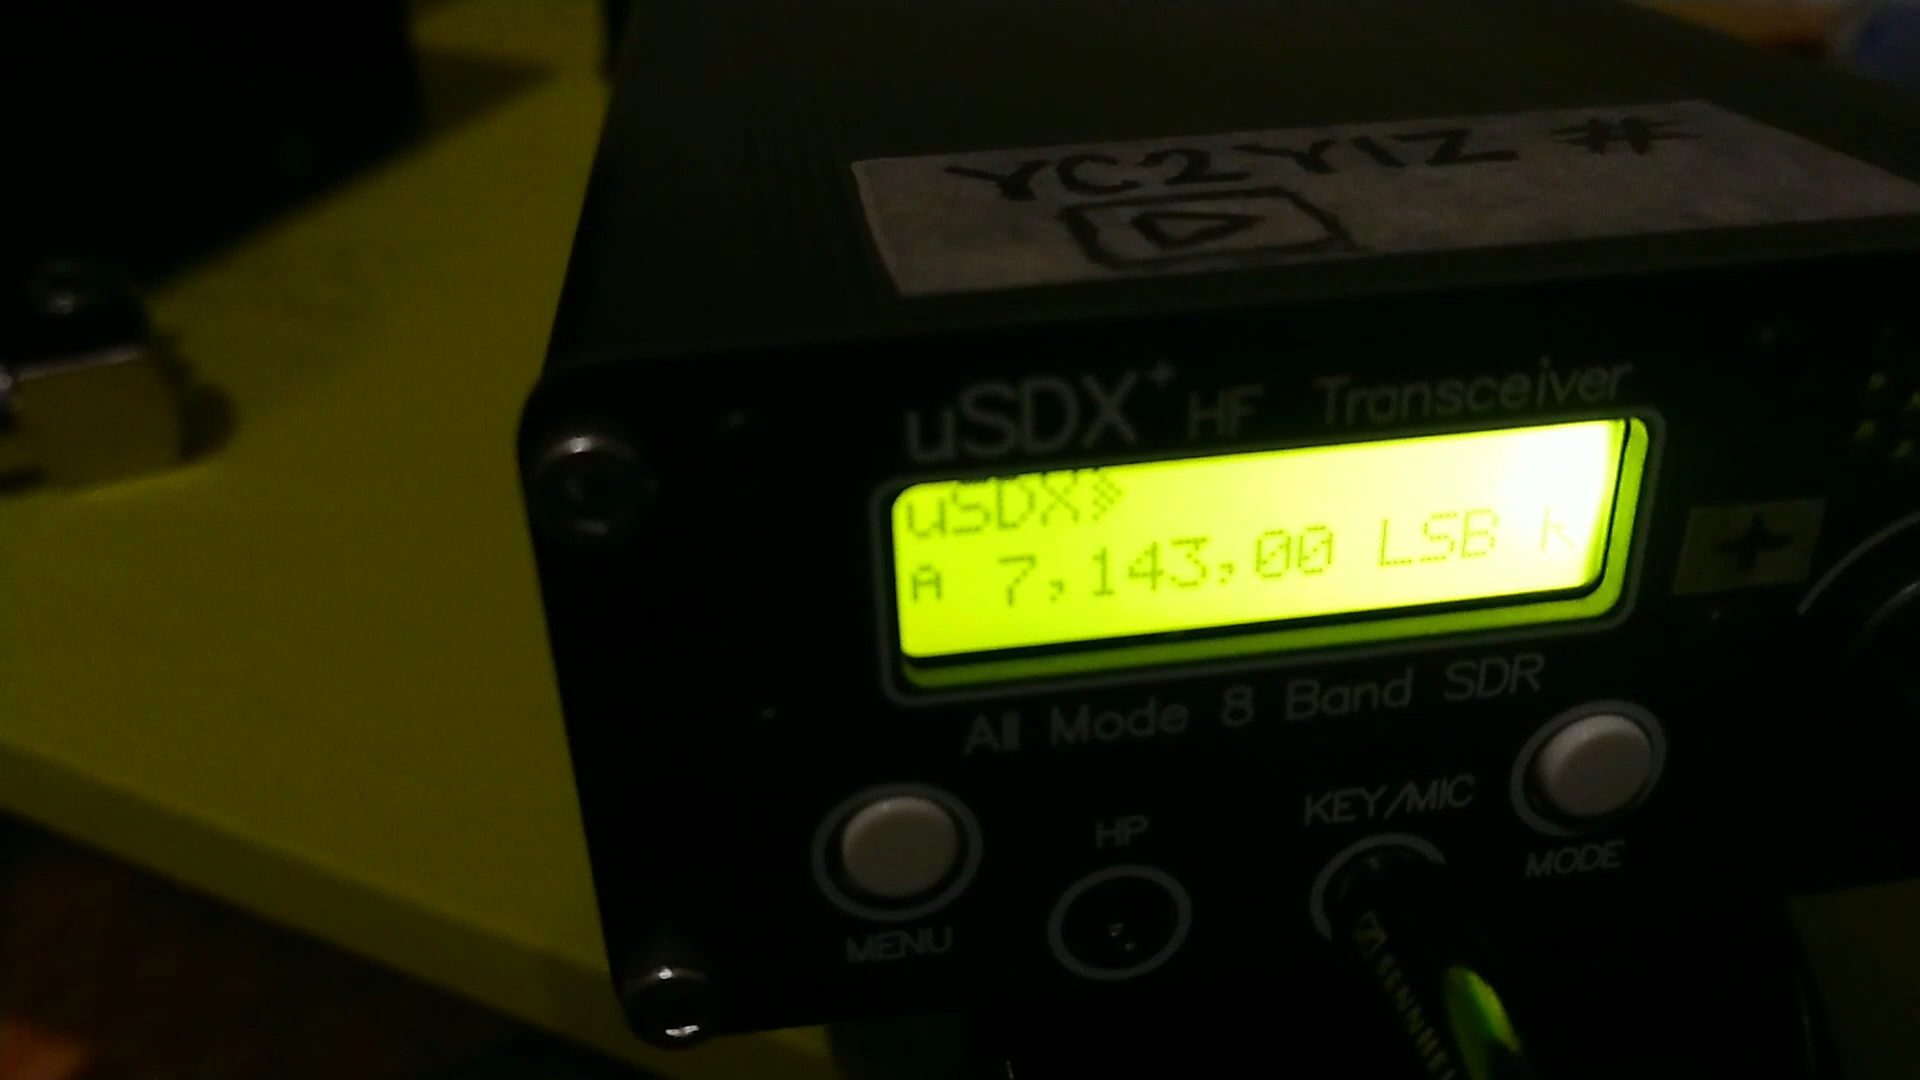 YC2YIZ #
uSDX+ HF Transceiver
uSDX»
A 7,143,00 LSB
All Mode 8 Band SDR
KEY/MIC
HP
MODE
MENU
+